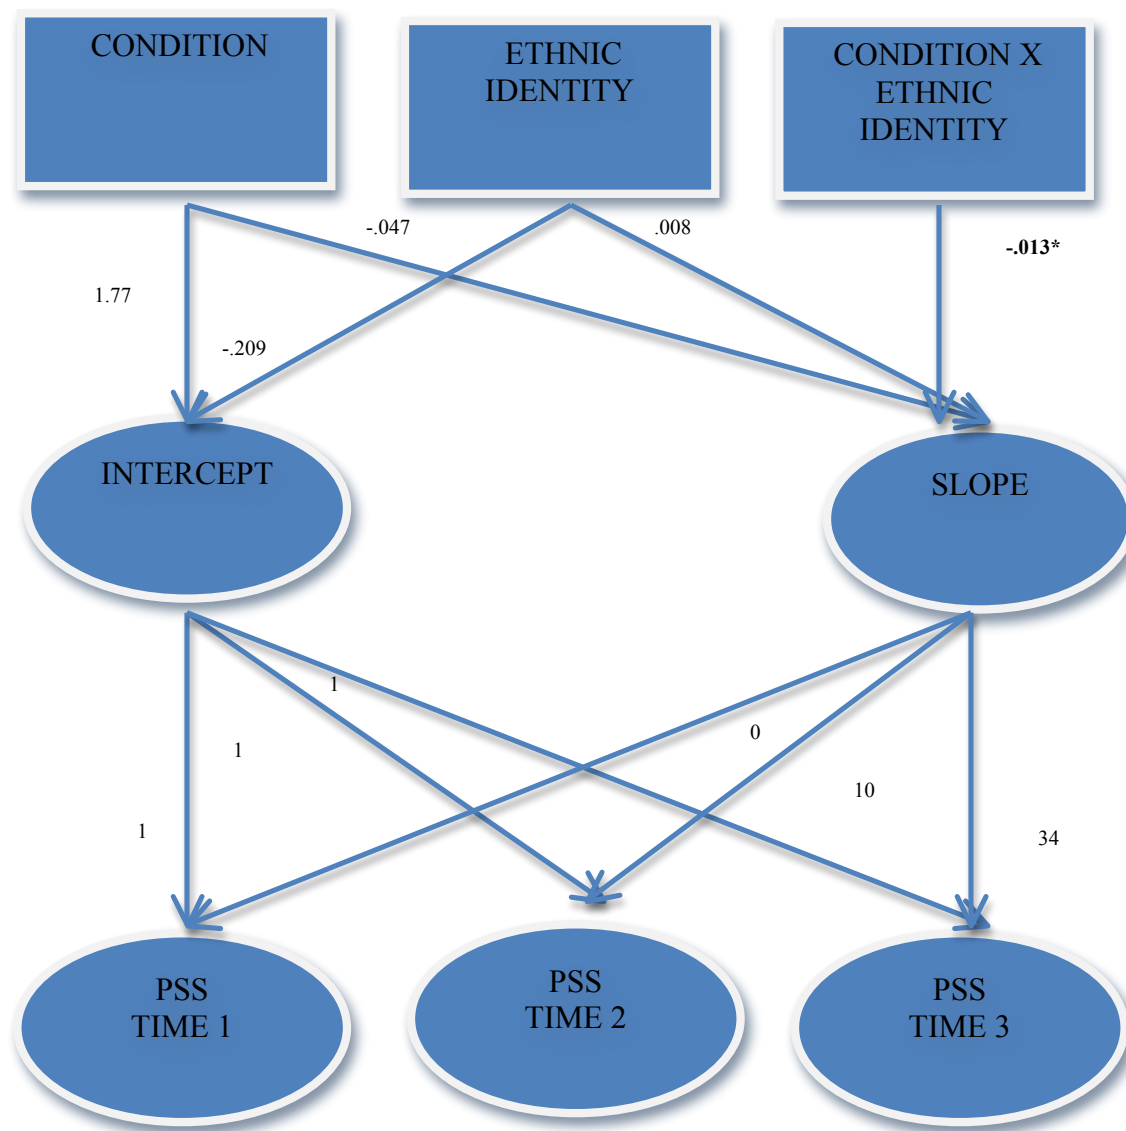 CONDITION
ETHNIC
IDENTITY
CONDITION X
ETHNIC
IDENTITY
-.047
.008
-.013*
1.77
-.209
INTERCEPT
SLOPE
1
0
1
10
1
34
PSS
TIME 1
PSS
TIME 2
PSS
TIME 3